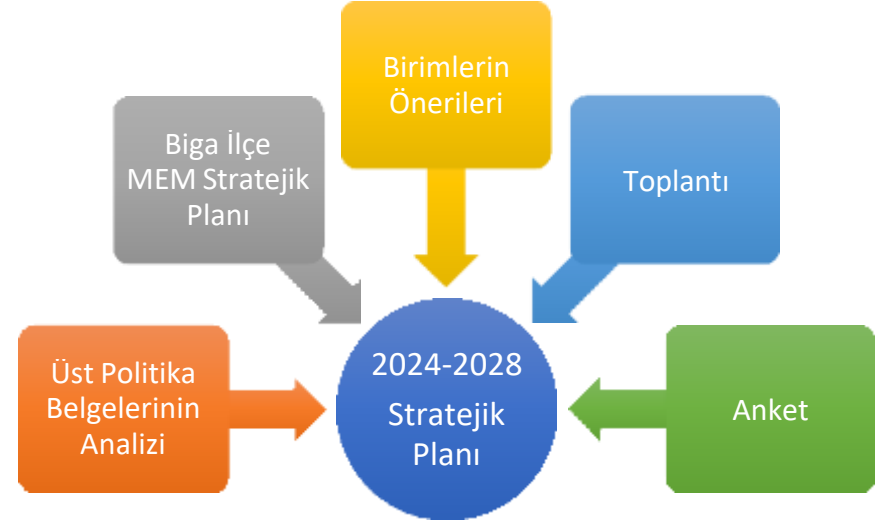 Birimlerin
Önerileri
Biga İlçe
MEM Stratejik
Planı
Toplantı
Üst Politika
Belgelerinin
Analizi
2024-2028
Stratejik
Planı
Anket